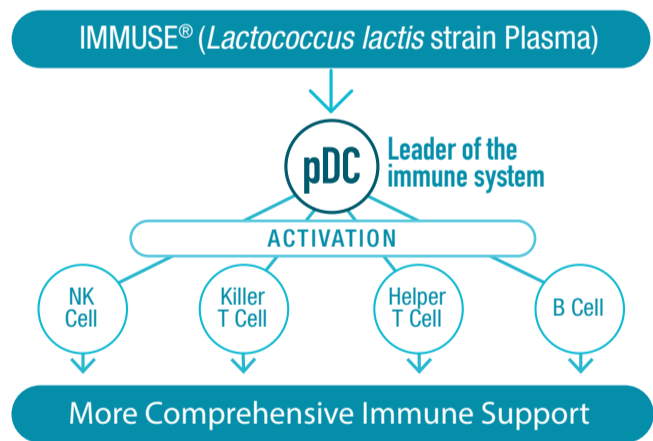 IMMUSE® (Lactococcus lactis strain Plasma)
pDC
Leader of the
immune system
ACTIVATION
NK
Cell
Killer
T Cell
Helper
T Cell
B Cell
More Comprehensive Immune Support